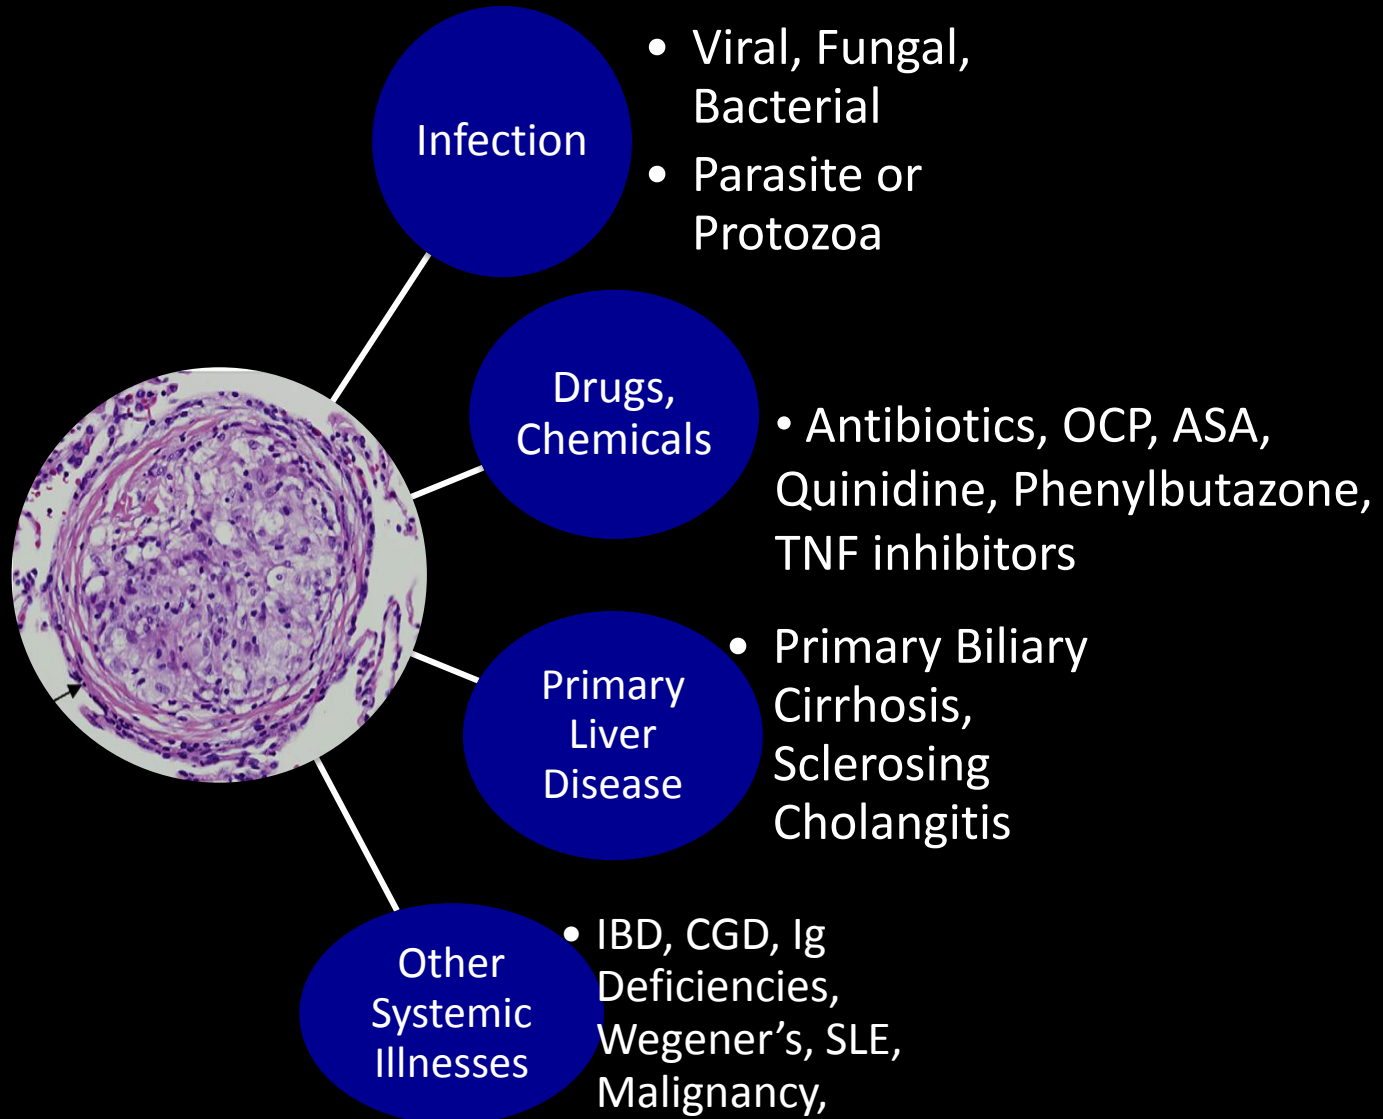 Infection
• Viral, Fungal,
Bacterial
• Parasite or
Protozoa
Drugs,
Chemicals
• Antibiotics, OCP, ASA,
Quinidine, Phenylbutazone,
TNF inhibitors
Primary
Liver
Disease
• Primary Biliary
Cirrhosis,
Sclerosing
Cholangitis
Other
Systemic
Illnesses
• IBD, CGD, Ig
Deficiencies,
Wegener’s, SLE,
Malignancy,